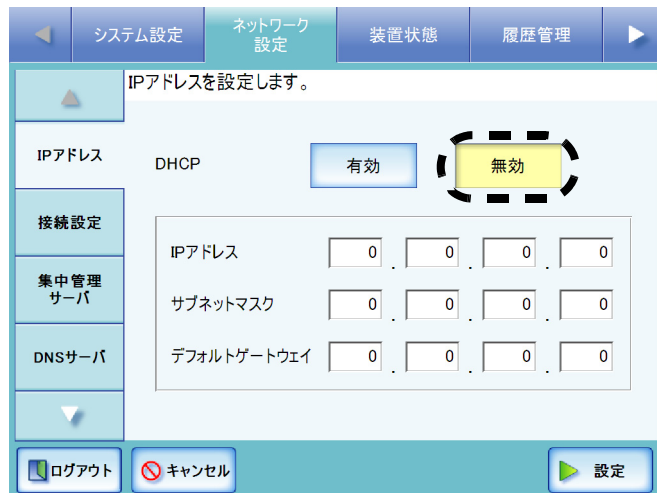 システム設定
ネットワーク
設定
装置状態
履歴管理
IPアドレスを設定します。
IPアドレス
DHCP
有効
無効
接続設定
IPアドレス
0 . 0 . 0 . 0
集中管理
サーバ
サブネットマスク
0 . 0 . 0 . 0
DNSサーバ
デフォルトゲートウェイ
0 . 0 . 0 . 0
ログアウト
キャンセル
設定